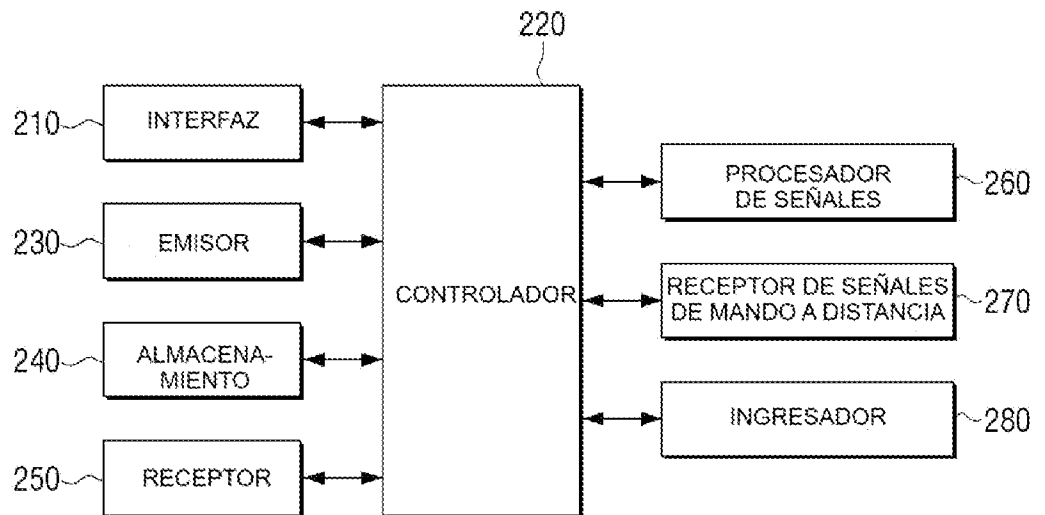 220
210
INTERFAZ
230
EMISOR
240
ALMACENA-
MIENTO
250
RECEPTOR
CONTROLADOR
PROCESADOR
DE SEÑALES
260
RECEPTOR DE SEÑALES
DE MANDO A DISTANCIA
270
INGRESADOR
280